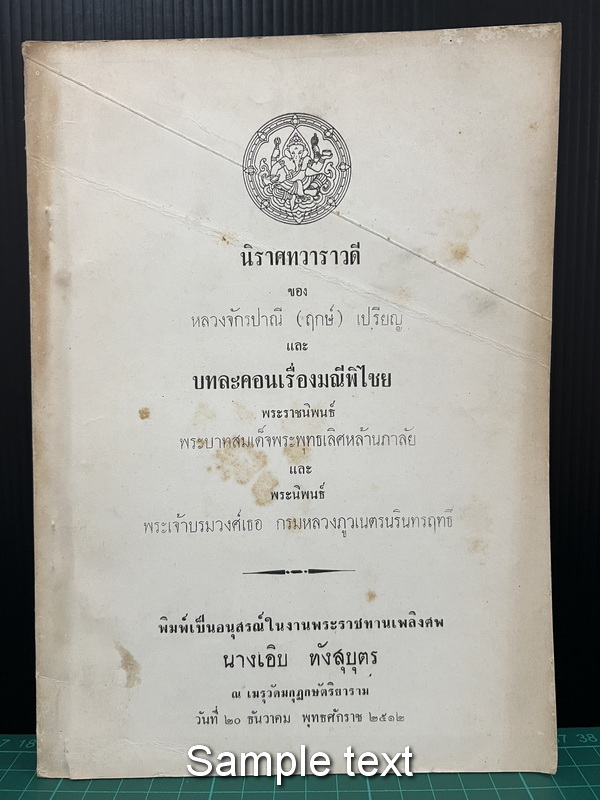 นิราศทวาราวดี
ของ
หลวงจักรปาณี (ฤกษ์) เปรียญ
และ
บทละคอนเรื่องมณีพิไชย
พระราชนิพนธ์
พระบาทสมเด็จพระพุทธเลิศหล้านภาลัย
และ
พระนิพนธ์
พระเจ้าบรมวงศ์เธอ กรมหลวงภูวเนตรนรินทรฤทธิ์
พิมพ์เป็นอนุสรณ์ในงานพระราชทานเพลิงศพ
นางเอิบ ทังสุบุตร
ณ เมรุวัดมกุฏกษัตริยาราม
วันที่ ๒๐ ธันวาคม พุทธศักราช ๒๕๑๒
Sample text